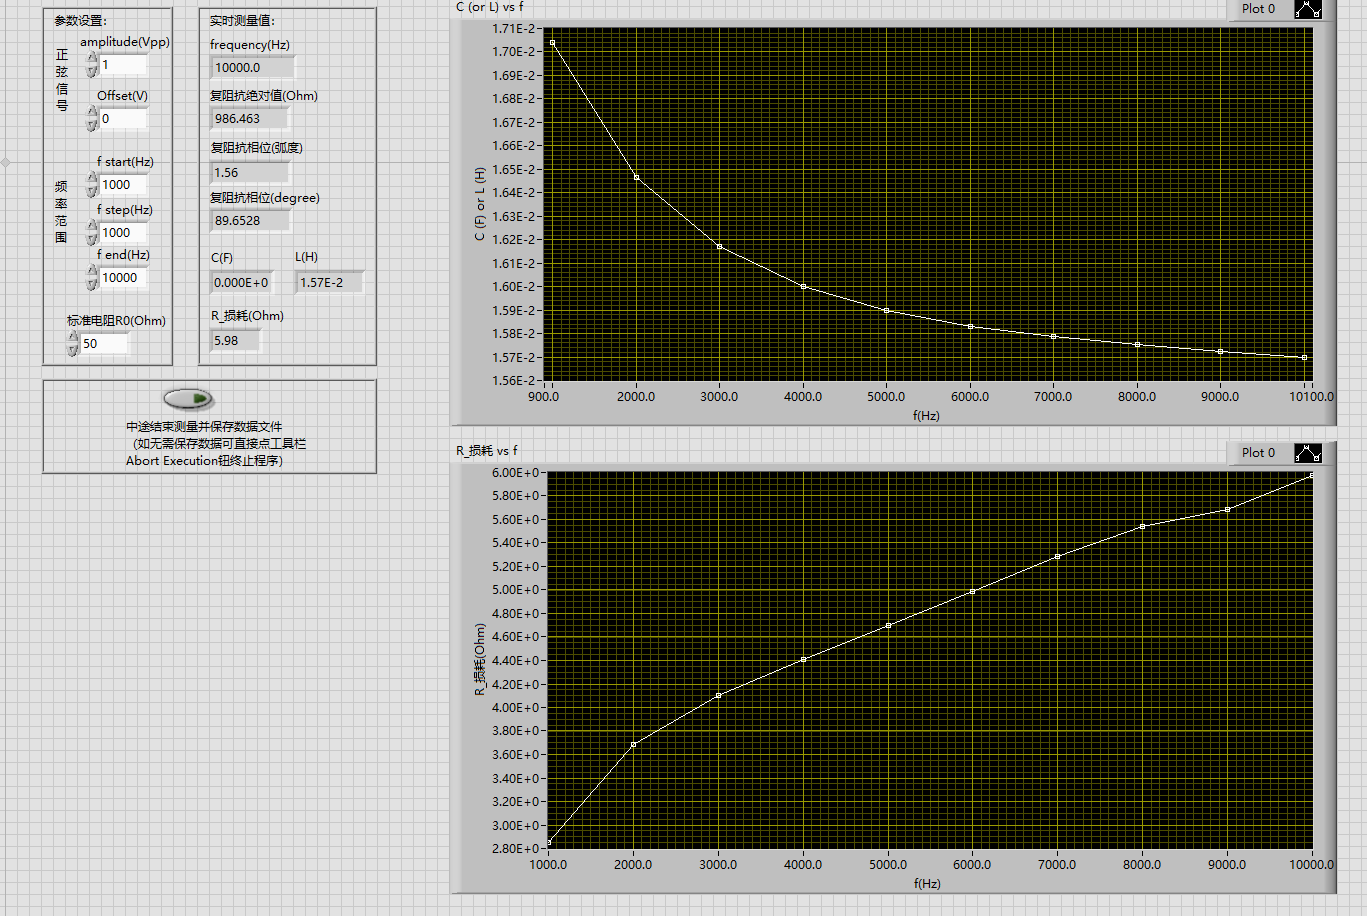 参数设置：
正弦信号
amplitude(Vpp)
1
Offset(V)
0
频率范围
f start(Hz)
1000
f step(Hz)
1000
f end(Hz)
10000
标准电阻R0(Ohm)
50
实时测量值：
frequency(Hz)
10000.0
复阻抗绝对值(Ohm)
986.463
复阻抗相位(弧度)
1.56
复阻抗相位(degree)
89.6528
C(F) L(H)
0.000E+0 1.57E-2
R_损耗(Ohm)
5.98
中途结束测量并保存数据文件
（如无需保存数据可直接点工具栏
Abort Execution钮终止程序）
C (or L) vs f
Plot 0
C (F) or L (H)
1.71E-2
1.70E-2
1.69E-2
1.68E-2
1.67E-2
1.66E-2
1.65E-2
1.64E-2
1.63E-2
1.62E-2
1.61E-2
1.60E-2
1.59E-2
1.58E-2
1.57E-2
1.56E-2
900.0 2000.0 3000.0 4000.0 5000.0 6000.0 7000.0 8000.0 9000.0 10100.0
f(Hz)
R_损耗 vs f
Plot 0
R_损耗(Ohm)
6.00E+0
5.80E+0
5.60E+0
5.40E+0
5.20E+0
5.00E+0
4.80E+0
4.60E+0
4.40E+0
4.20E+0
4.00E+0
3.80E+0
3.60E+0
3.40E+0
3.20E+0
3.00E+0
2.80E+0
1000.0 2000.0 3000.0 4000.0 5000.0 6000.0 7000.0 8000.0 9000.0 10000.0
f(Hz)